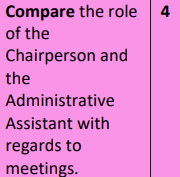 Compare the role 4
of the
Chairperson and
the
Administrative
Assistant with
regards to
meetings.